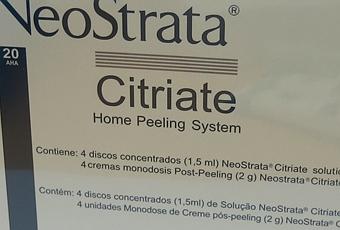 NeoStrata®
20
AHA
Citriate
Home Peeling System
Contiene: 4 discos concentrados (1,5 ml) NeoStrata® Citriate
4 cremas monodosis Post-Peeling (2 g) Neostrata® Citriate
Contém: 4 discos concentrados (1,5ml) de Solução NeoStrata®
4 unidades Monodose de Creme pós-peeling (2 g) NeoStrata®